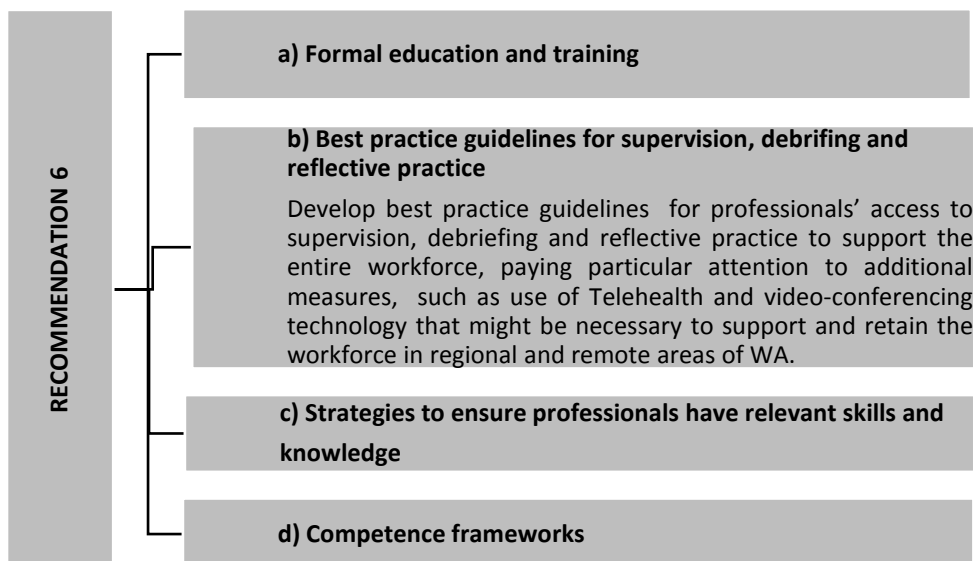 RECOMMENDATION 6
a) Formal education and training
b) Best practice guidelines for supervision, debrifing and
reflective practice
Develop best practice guidelines for professionals’ access to
supervision, debriefing and reflective practice to support the
entire workforce, paying particular attention to additional
measures, such as use of Telehealth and video-conferencing
technology that might be necessary to support and retain the
workforce in regional and remote areas of WA.
c) Strategies to ensure professionals have relevant skills and
knowledge
d) Competence frameworks